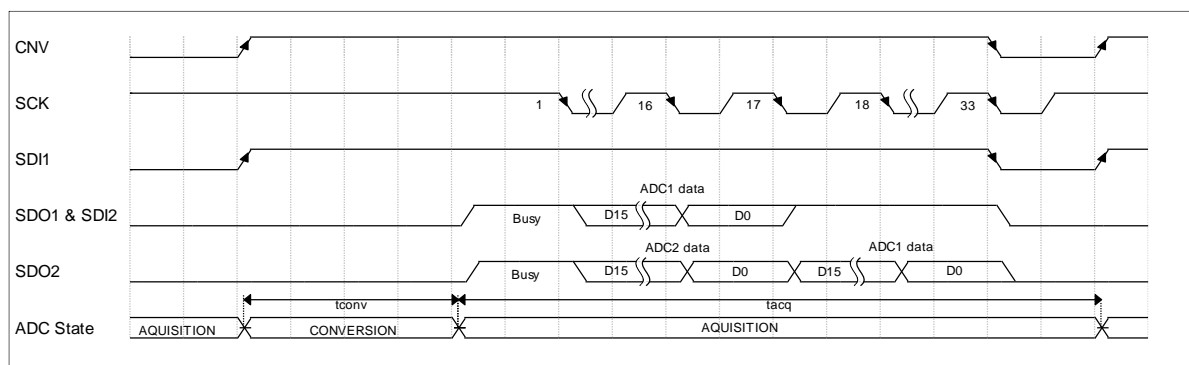 CNV
SCK
1 16 17 18 33
SDI1
ADC1 data
SDO1 & SDI2
Busy D15 D0
ADC2 data ADC1 data
SDO2
Busy D15 D0 D15 D0
tconv tacq
ADC State
AQUISITION CONVERSION AQUISITION